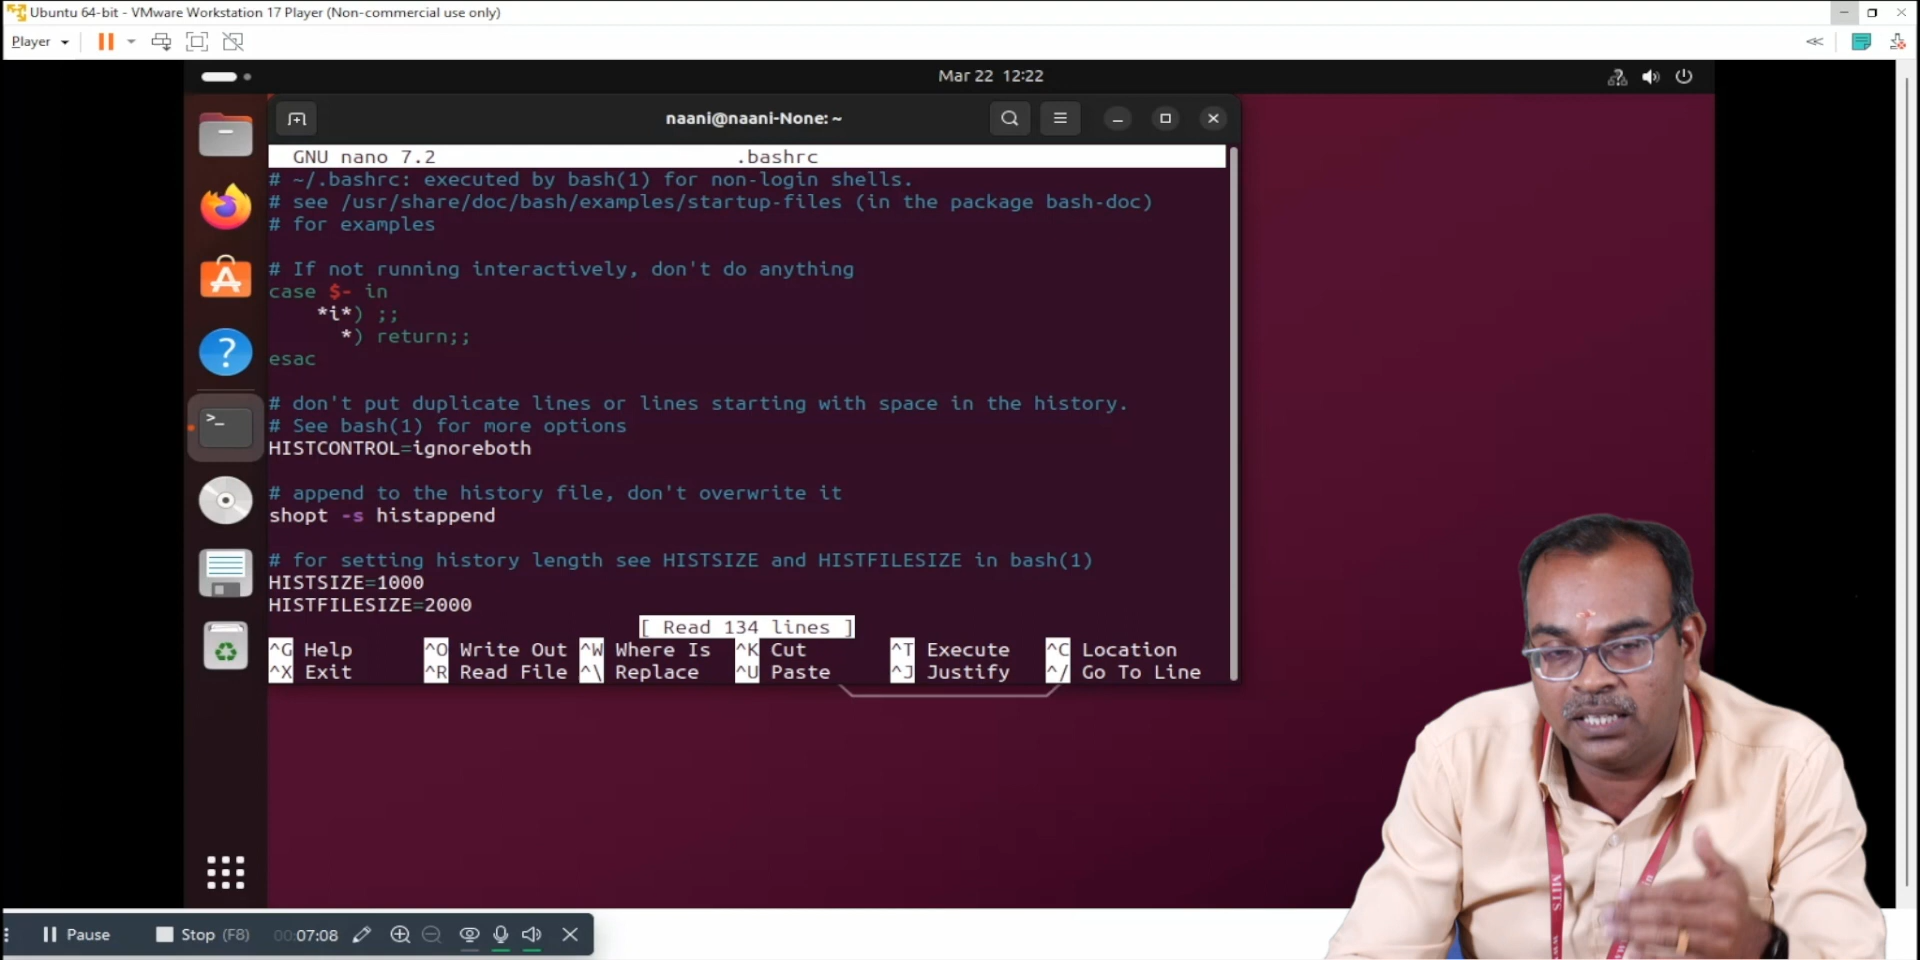 Ubuntu 64-bit - VMware Workstation 17 Player (Non-commercial use only)
Player
Mar 22 12:22
naani@naani-None: ~
GNU nano 7.2 .bashrc
# ~/.bashrc: executed by bash(1) for non-login shells.
# see /usr/share/doc/bash/examples/startup-files (in the package bash-doc)
# for examples
# If not running interactively, don't do anything
case $- in
*i*) ;;
*) return;;
esac
# don't put duplicate lines or lines starting with space in the history.
# See bash(1) for more options
HISTCONTROL=ignoreboth
# append to the history file, don't overwrite it
shopt -s histappend
# for setting history length see HISTSIZE and HISTFILESIZE in bash(1)
HISTSIZE=1000
HISTFILESIZE=2000
[ Read 134 lines ]
^G Help ^O Write Out ^W Where Is ^K Cut ^T Execute ^C Location
^X Exit ^R Read File ^\ Replace ^U Paste ^J Justify ^/ Go To Line
Pause Stop (F8) 00:07:08
MITS